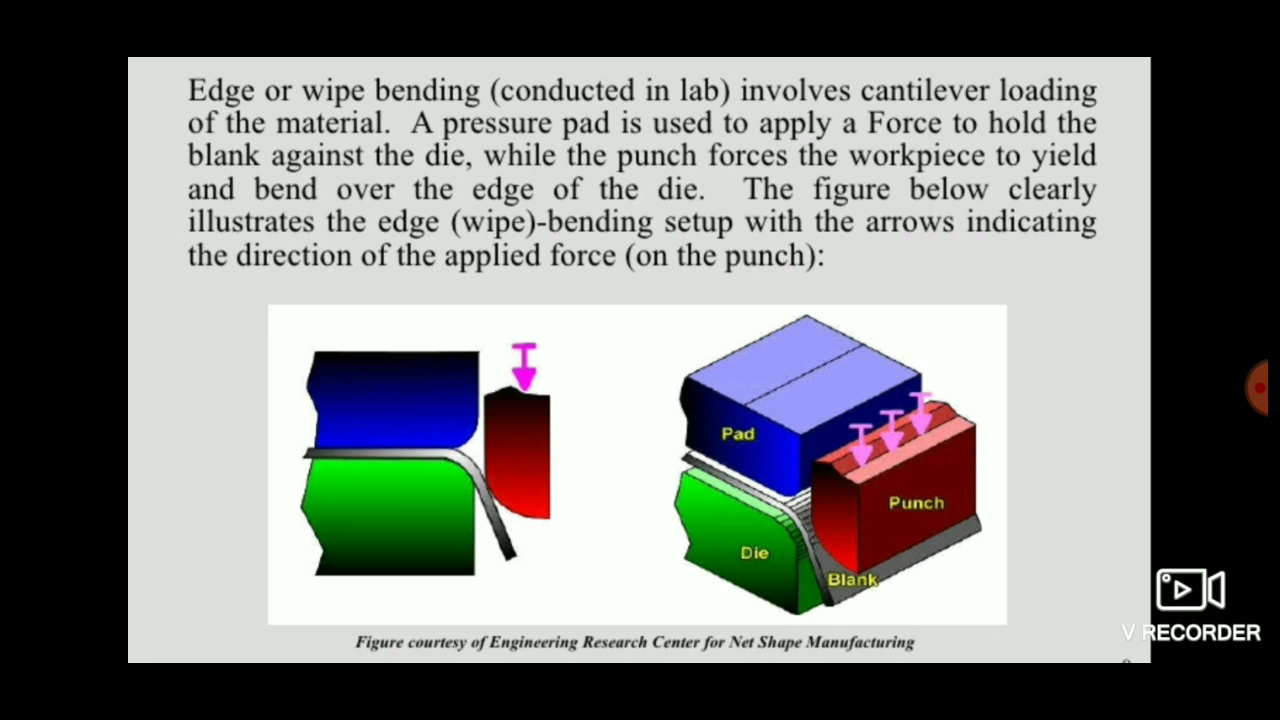 Edge or wipe bending (conducted in lab) involves cantilever loading
of the material. A pressure pad is used to apply a Force to hold the
blank against the die, while the punch forces the workpiece to yield
and bend over the edge of the die. The figure below clearly
illustrates the edge (wipe)-bending setup with the arrows indicating
the direction of the applied force (on the punch):
Pad
Punch
Die
Blank
Figure courtesy of Engineering Research Center for Net Shape Manufacturing
V RECORDER